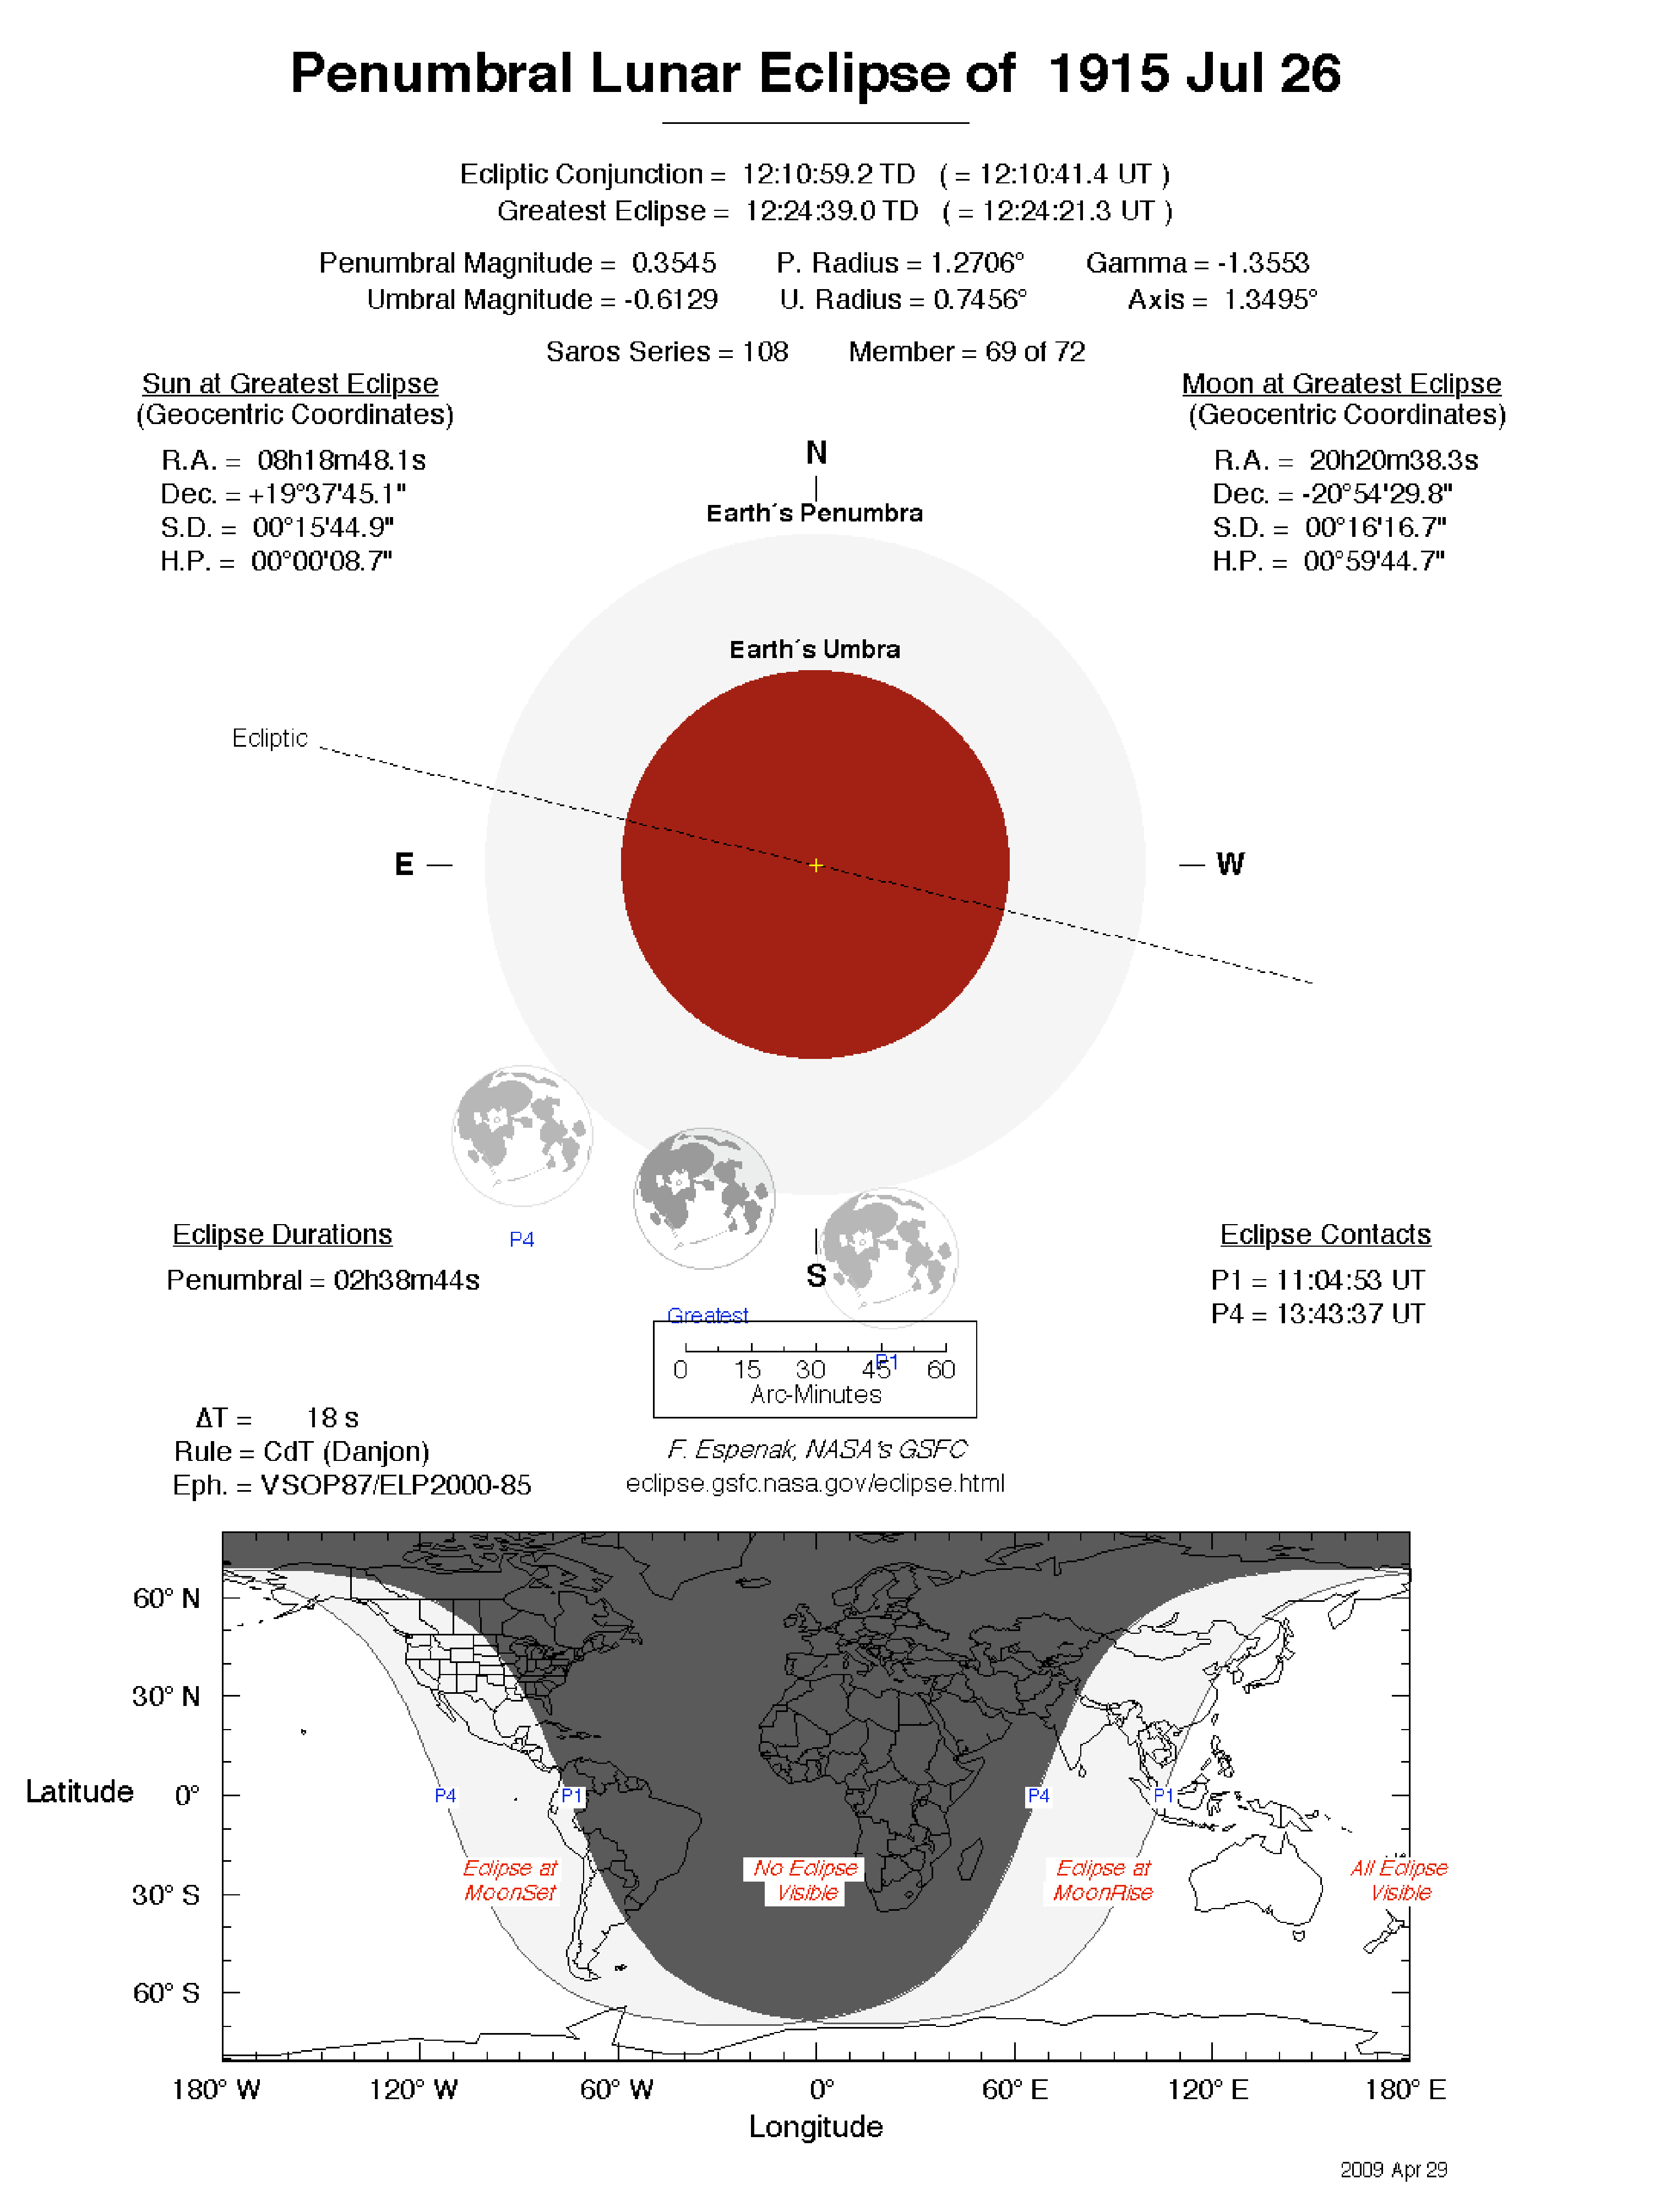 Penumbral Lunar Eclipse of 1915 Jul 26
Ecliptic Conjunction = 12:10:59.2 TD ( = 12:10:41.4 UT )
Greatest Eclipse = 12:24:39.0 TD ( = 12:24:21.3 UT )
Penumbral Magnitude = 0.3545 P. Radius = 1.2706° Gamma = -1.3553
Umbral Magnitude = -0.6129 U. Radius = 0.7456° Axis = 1.3495°
Saros Series = 108 Member = 69 of 72
Sun at Greatest Eclipse
(Geocentric Coordinates)
R.A. = 08h18m48.1s
Dec. = +19°37'45.1"
S.D. = 00°15'44.9"
H.P. = 00°00'08.7"
Moon at Greatest Eclipse
(Geocentric Coordinates)
R.A. = 20h20m38.3s
Dec. = -20°54'29.8"
S.D. = 00°16'16.7"
H.P. = 00°59'44.7"
N
Earth´s Penumbra
Earth´s Umbra
Ecliptic
E
W
P4
S
Greatest
P1
Eclipse Durations
Penumbral = 02h38m44s
Eclipse Contacts
P1 = 11:04:53 UT
P4 = 13:43:37 UT
0 15 30 45 60
Arc-Minutes
ΔT = 18 s
Rule = CdT (Danjon)
Eph. = VSOP87/ELP2000-85
F. Espenak, NASA's GSFC
eclipse.gsfc.nasa.gov/eclipse.html
60° N
30° N
Latitude 0°
30° S
60° S
P4 P1 P4 P1
Eclipse at
MoonSet
No Eclipse
Visible
Eclipse at
MoonRise
All Eclipse
Visible
180° W 120° W 60° W 0° 60° E 120° E 180° E
Longitude
2009 Apr 29